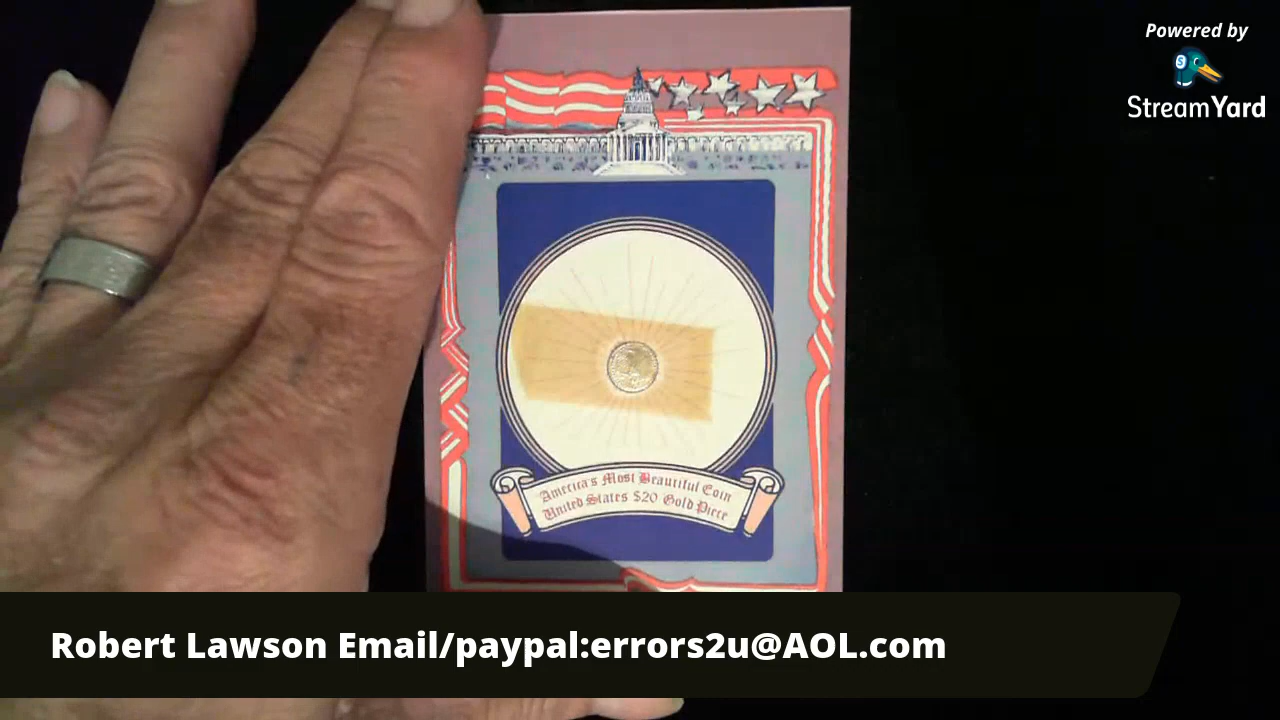 Powered by
StreamYard
America's Most Beautiful Coin
United States $20 Gold Piece
Robert Lawson Email/paypal:errors2u@AOL.com